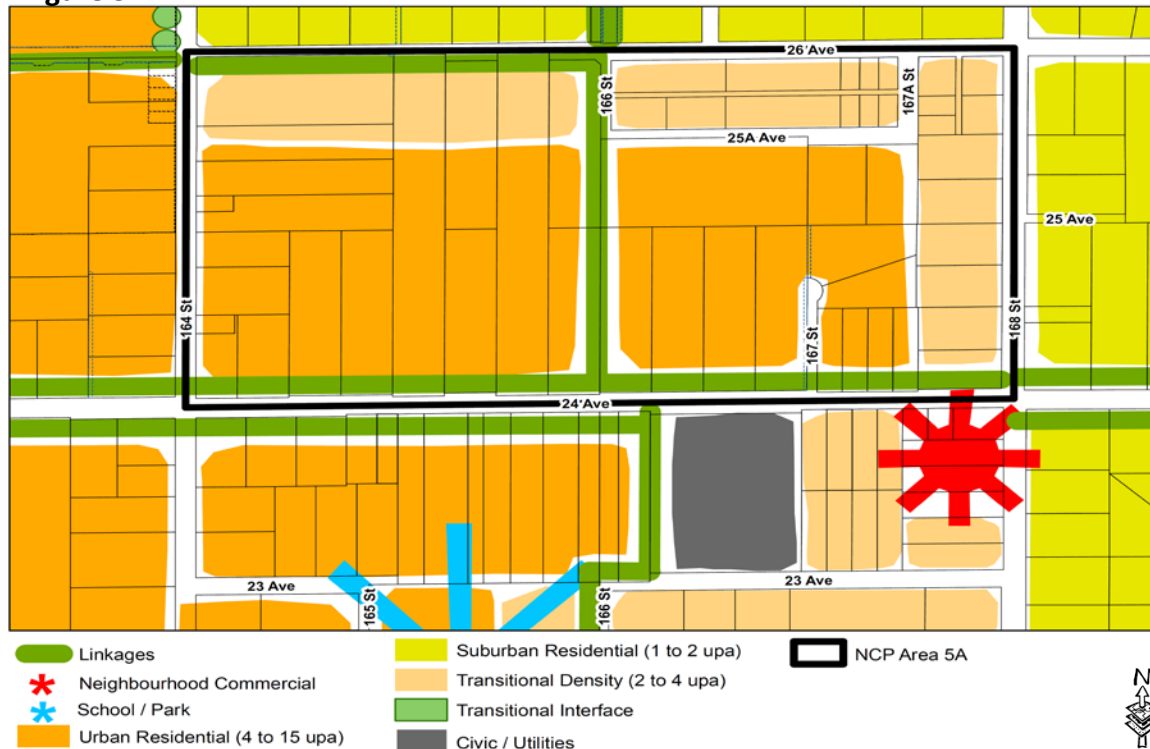 26 Ave
166 St
167A St
25A Ave
25 Ave
164 St
167 St
168 St
24 Ave
23 Ave
23 Ave
165 St
166 St
Linkages
Neighbourhood Commercial
School / Park
Urban Residential (4 to 15 upa)
Suburban Residential (1 to 2 upa)
Transitional Density (2 to 4 upa)
Transitional Interface
Civic / Utilities
NCP Area 5A
N